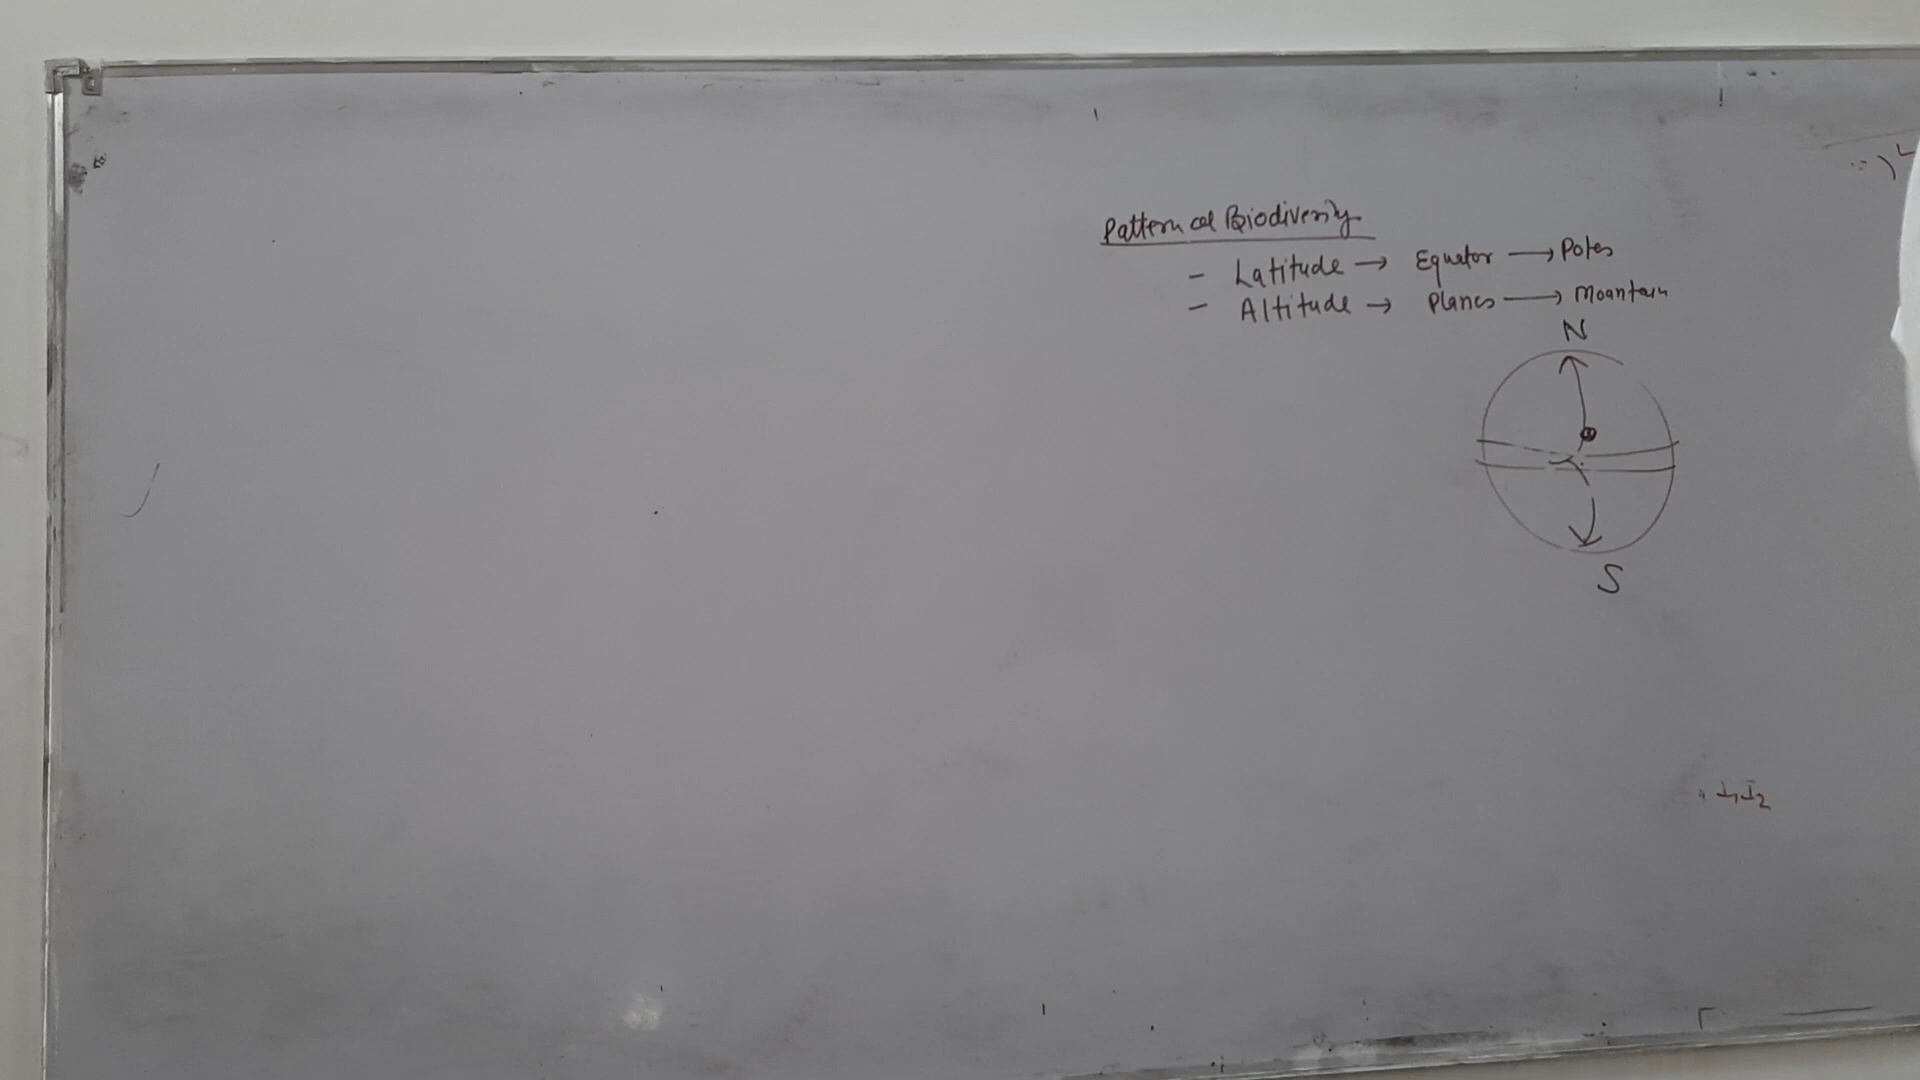 Pattern of Biodiversity
- Latitude → Equator → Poles
- Altitude → Planes → Mountain
N
S